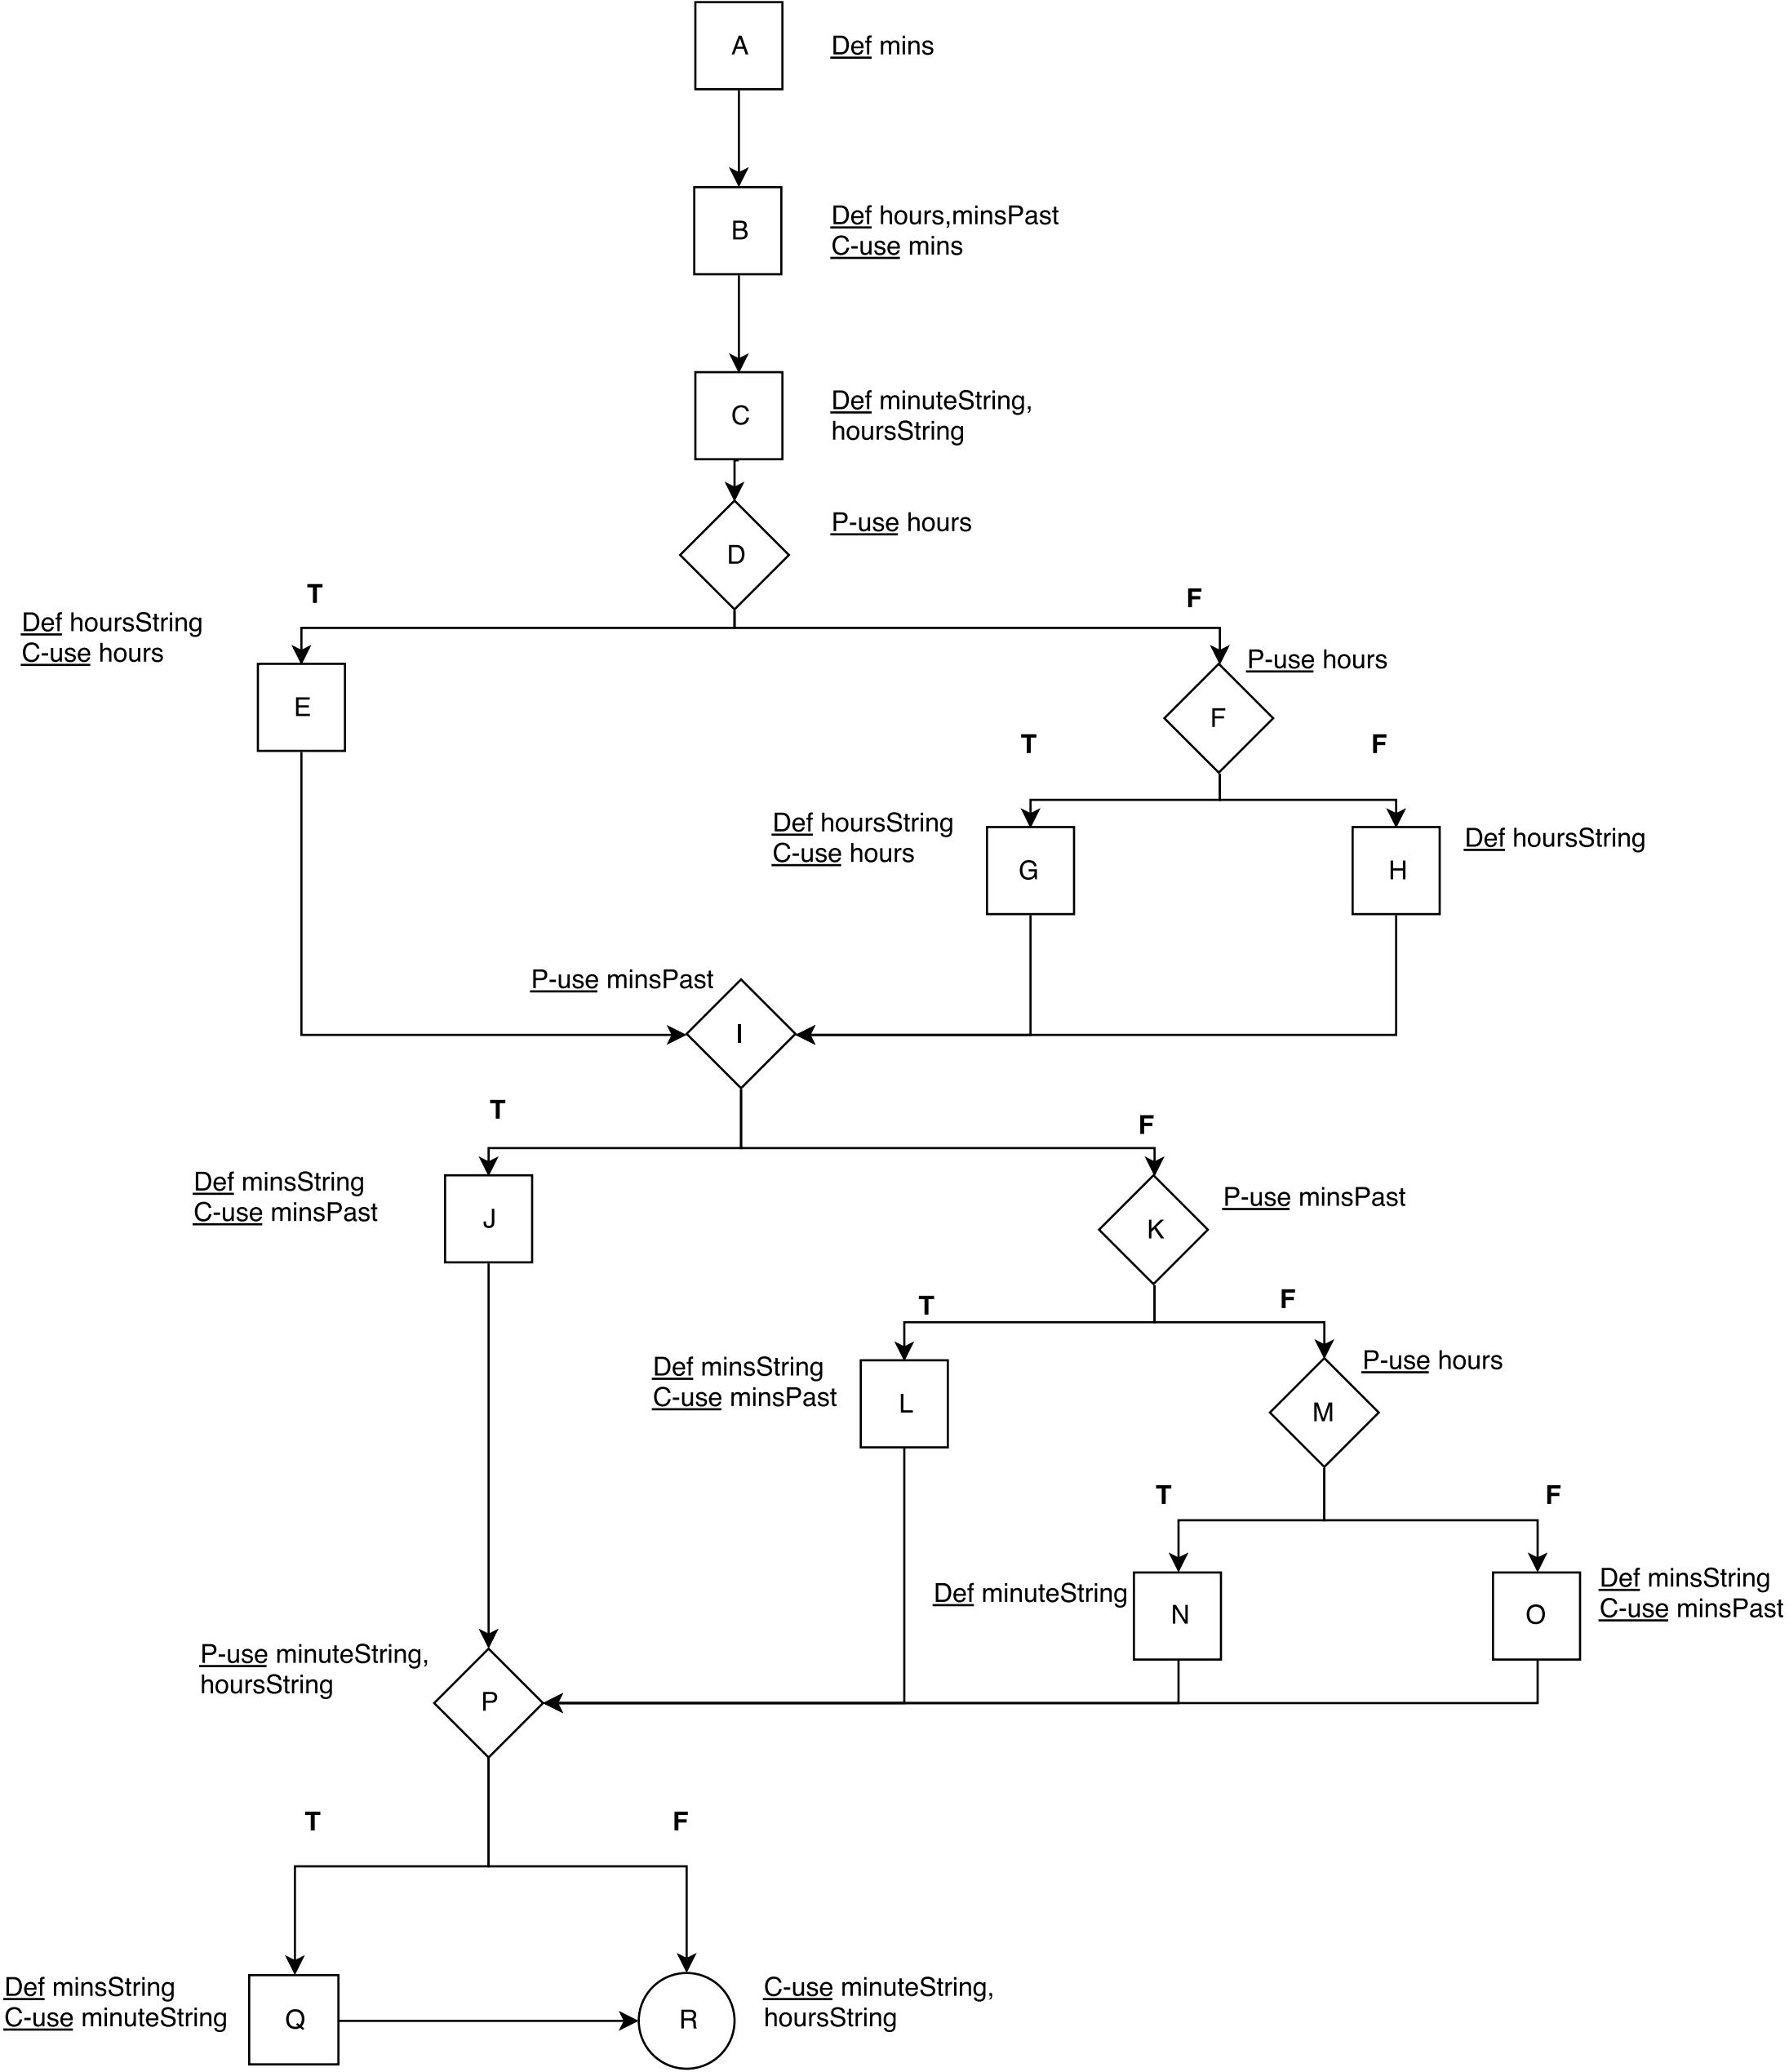 A
Def mins
B
Def hours,minsPast
C-use mins
C
Def minuteString,
hoursString
P-use hours
D
T
F
Def hoursString
C-use hours
E
P-use hours
F
T
F
Def hoursString
C-use hours
G
H
Def hoursString
P-use minsPast
I
T
F
Def minsString
C-use minsPast
J
K
P-use minsPast
T
F
Def minsString
C-use minsPast
L
P-use hours
M
T
F
Def minuteString
N
O
Def minsString
C-use minsPast
P-use minuteString,
hoursString
P
T
F
Def minsString
C-use minuteString
Q
R
C-use minuteString,
hoursString